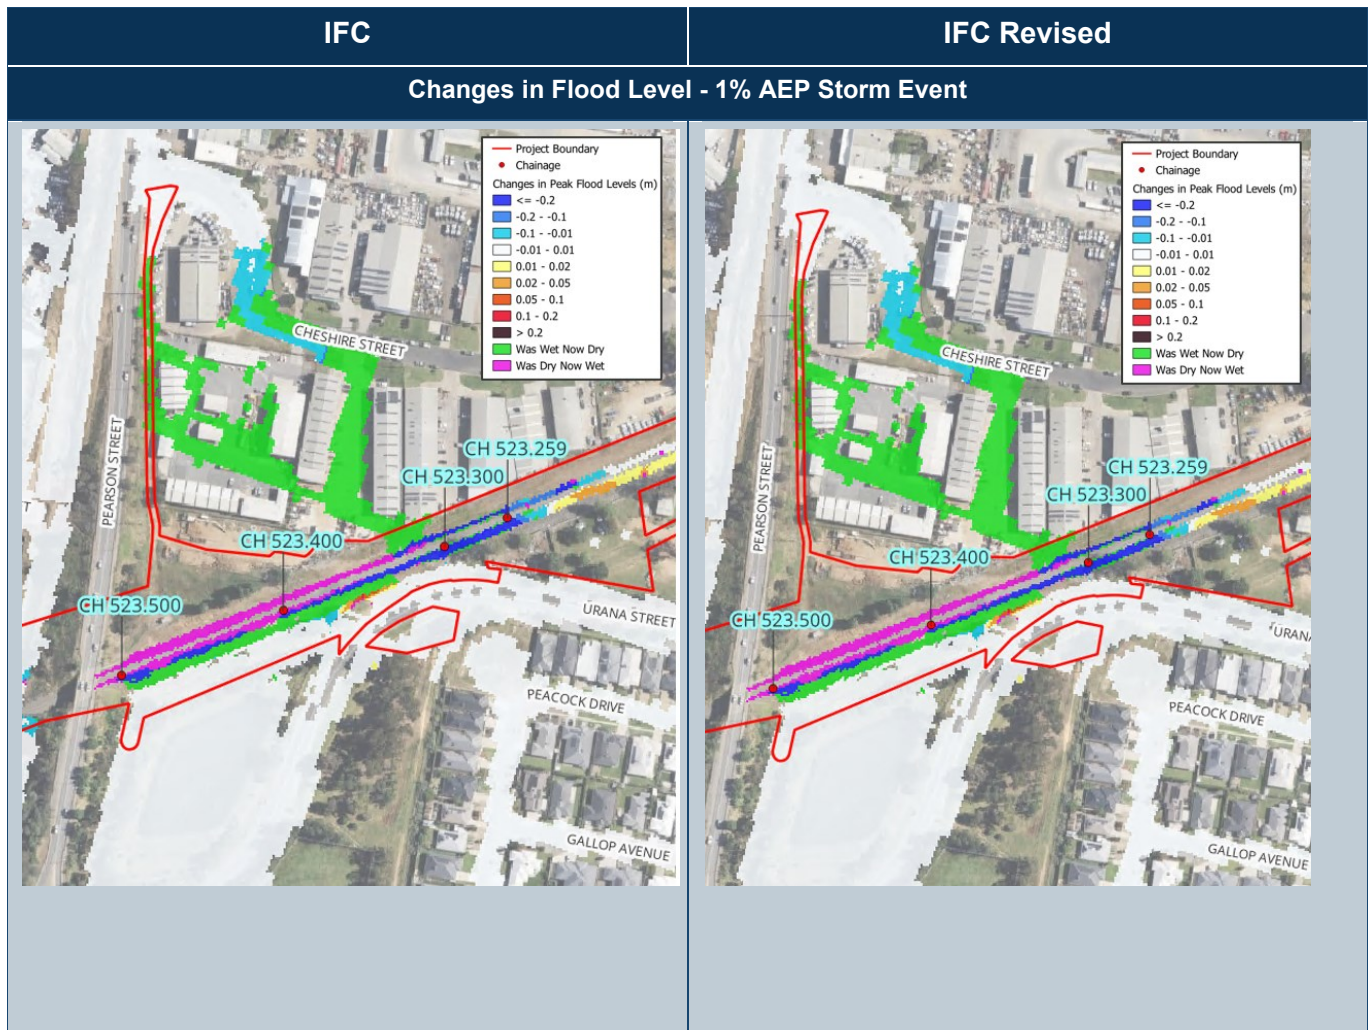 IFC
IFC Revised
Changes in Flood Level - 1% AEP Storm Event
Project Boundary
Chainage
Changes in Peak Flood Levels (m)
<= -0.2
-0.2 - -0.1
-0.1 - -0.01
-0.01 - 0.01
0.01 - 0.02
0.02 - 0.05
0.05 - 0.1
0.1 - 0.2
> 0.2
Was Wet Now Dry
Was Dry Now Wet
CHESHIRE STREET
PEARSON STREET
CH 523.259
CH 523.300
CH 523.400
CH 523.500
URANA STREET
PEACOCK DRIVE
GALLOP AVENUE
Project Boundary
Chainage
Changes in Peak Flood Levels (m)
<= -0.2
-0.2 - -0.1
-0.1 - -0.01
-0.01 - 0.01
0.01 - 0.02
0.02 - 0.05
0.05 - 0.1
0.1 - 0.2
> 0.2
Was Wet Now Dry
Was Dry Now Wet
CHESHIRE STREET
PEARSON STREET
CH 523.259
CH 523.300
CH 523.400
CH 523.500
URAN
PEACOCK DRIVE
GALLOP AVENUE